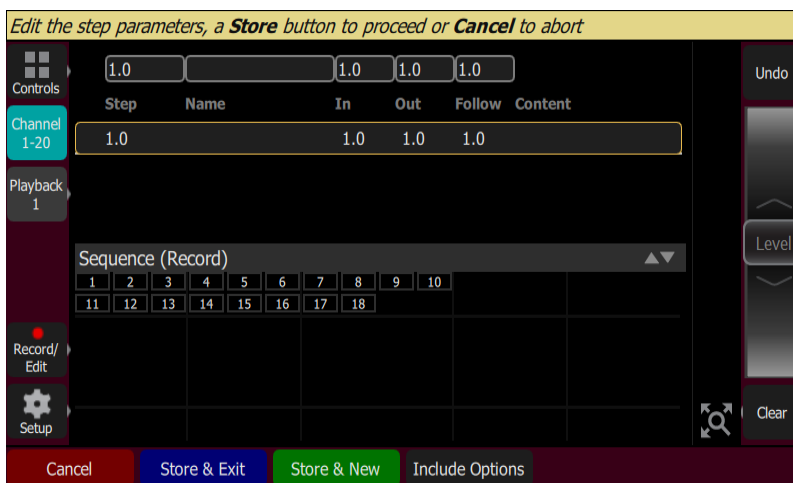 Edit the step parameters, a Store button to proceed or Cancel to abort
Controls
1.0 1.0 1.0 1.0
Undo
Step Name In Out Follow Content
Channel
1-20
1.0 1.0 1.0 1.0
Playback
1
Level
Sequence (Record)
1 2 3 4 5 6 7 8 9 10
11 12 13 14 15 16 17 18
Record/
Edit
Setup
Clear
Cancel Store & Exit Store & New Include Options